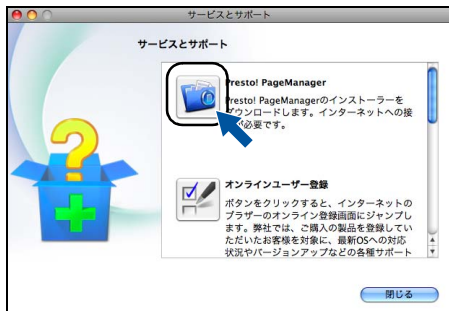 サービスとサポート
サービスとサポート
Presto! PageManager
Presto! PageManagerのインストーラーを
ダウンロードします。インターネットへの接
が必要です。
オンラインユーザー登録
ボタンをクリックすると、インターネットの
ブラザーのオンライン登録画面にジャンプし
ます。弊社では、ご購入の製品を登録してい
ただいたお客様を対象に、最新OSへの対応
状況やバージョンアップなどの各種サポート
閉じる